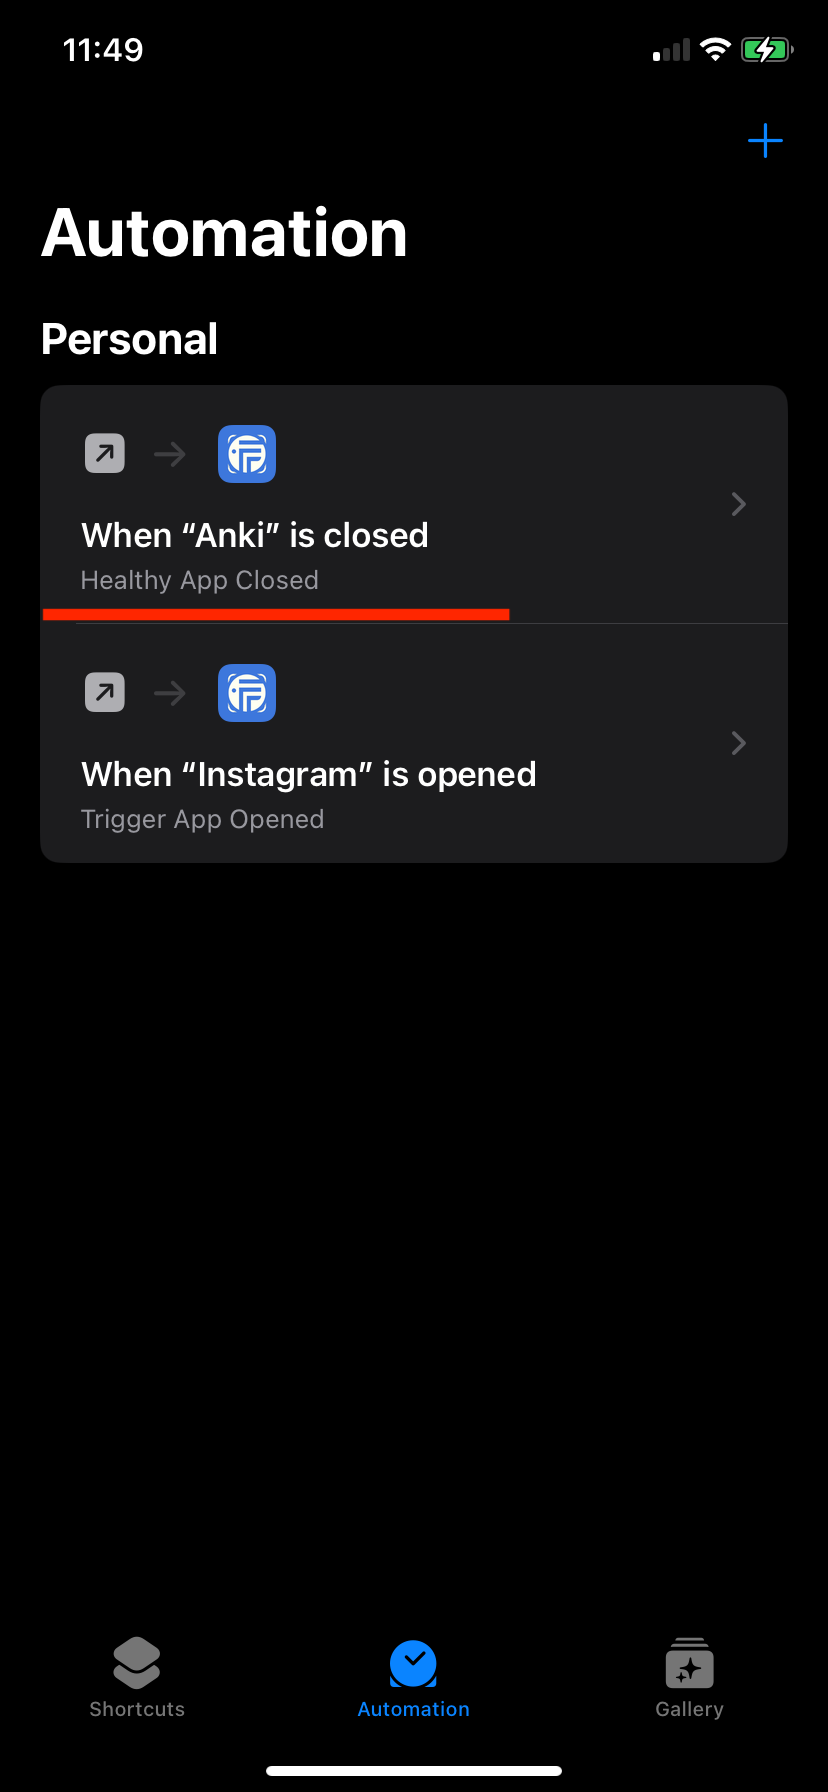 11:49
Automation
Personal
When “Anki” is closed
Healthy App Closed
When “Instagram” is opened
Trigger App Opened
Shortcuts
Automation
Gallery